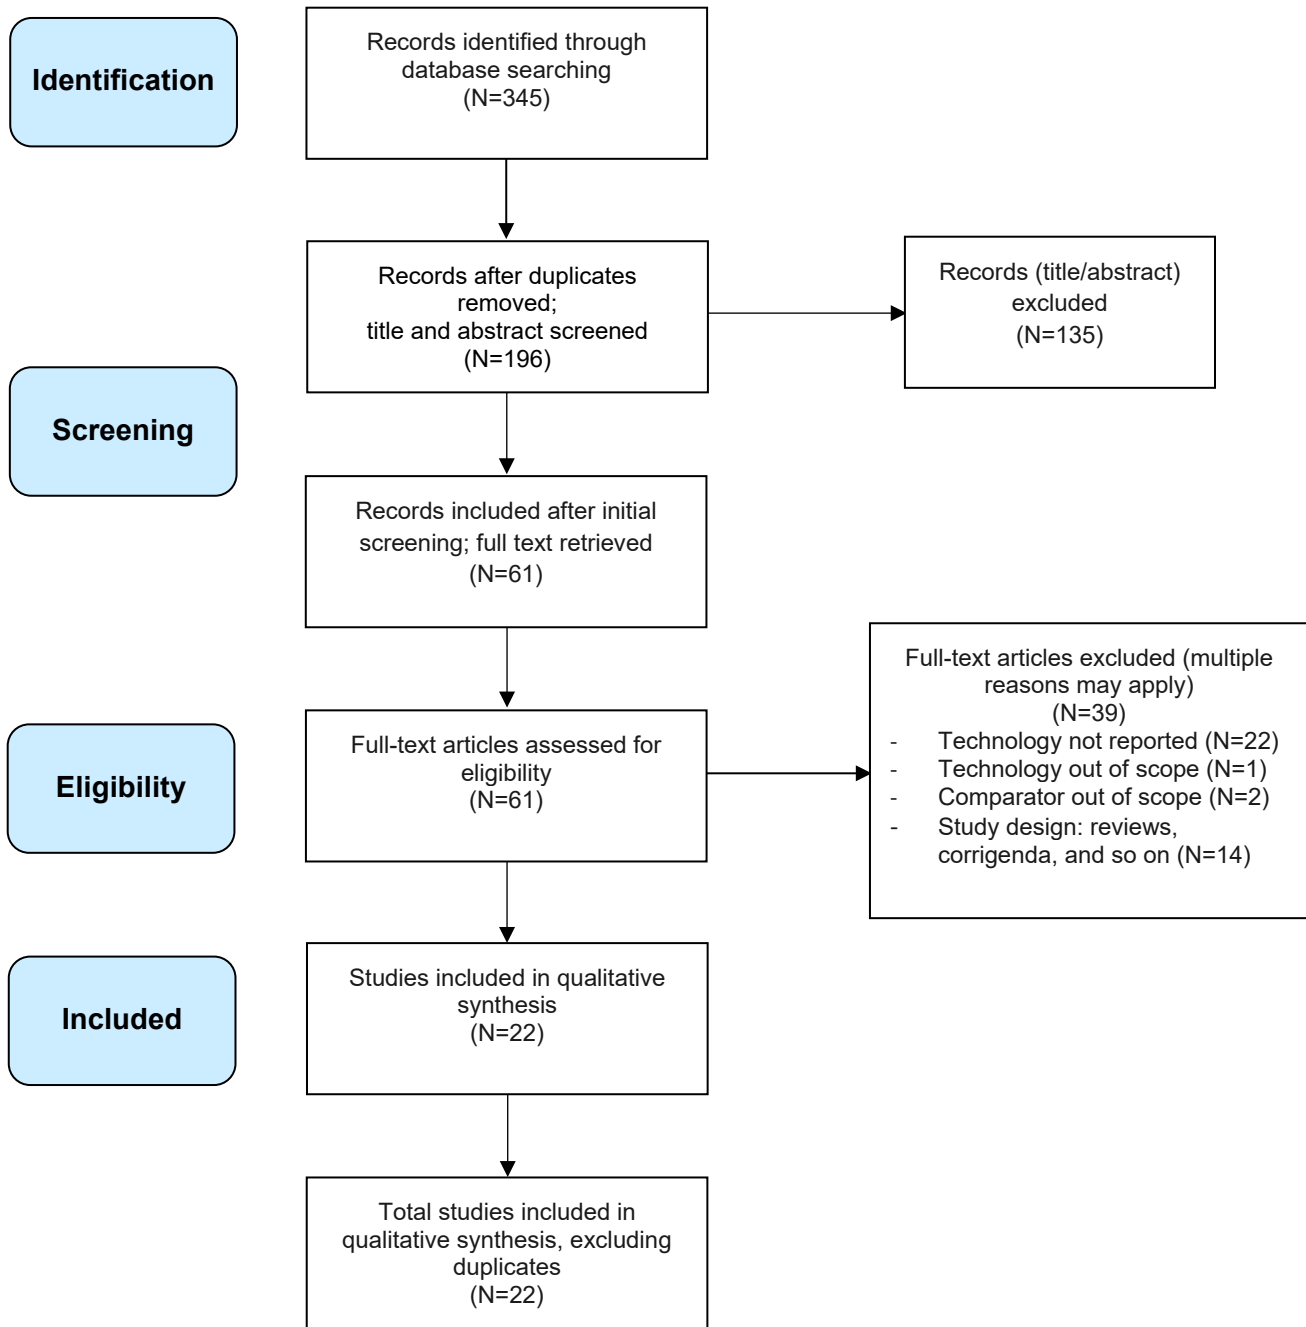 Identification
Records identified through
database searching
(N=345)
Records after duplicates
removed;
title and abstract screened
(N=196)
Records (title/abstract)
excluded
(N=135)
Screening
Records included after initial
screening; full text retrieved
(N=61)
Eligibility
Full-text articles assessed for
eligibility
(N=61)
Full-text articles excluded (multiple
reasons may apply)
(N=39)
- Technology not reported (N=22)
- Technology out of scope (N=1)
- Comparator out of scope (N=2)
- Study design: reviews,
corrigenda, and so on (N=14)
Included
Studies included in qualitative
synthesis
(N=22)
Total studies included in
qualitative synthesis, excluding
duplicates
(N=22)